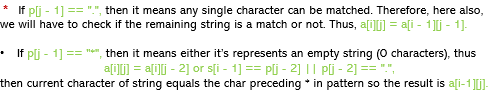 * If p[j - 1] == ".", then it means any single character can be matched. Therefore, here also,
we will have to check if the remaining string is a match or not. Thus, a[i][j] = a[i - 1][j - 1].
• If p[j - 1] == "*", then it means either it's represents an empty string (0 characters), thus
a[i][j] = a[i][j - 2] or s[i - 1] == p[j - 2] || p[j - 2] == ".",
then current character of string equals the char preceding * in pattern so the result is a[i-1][j].